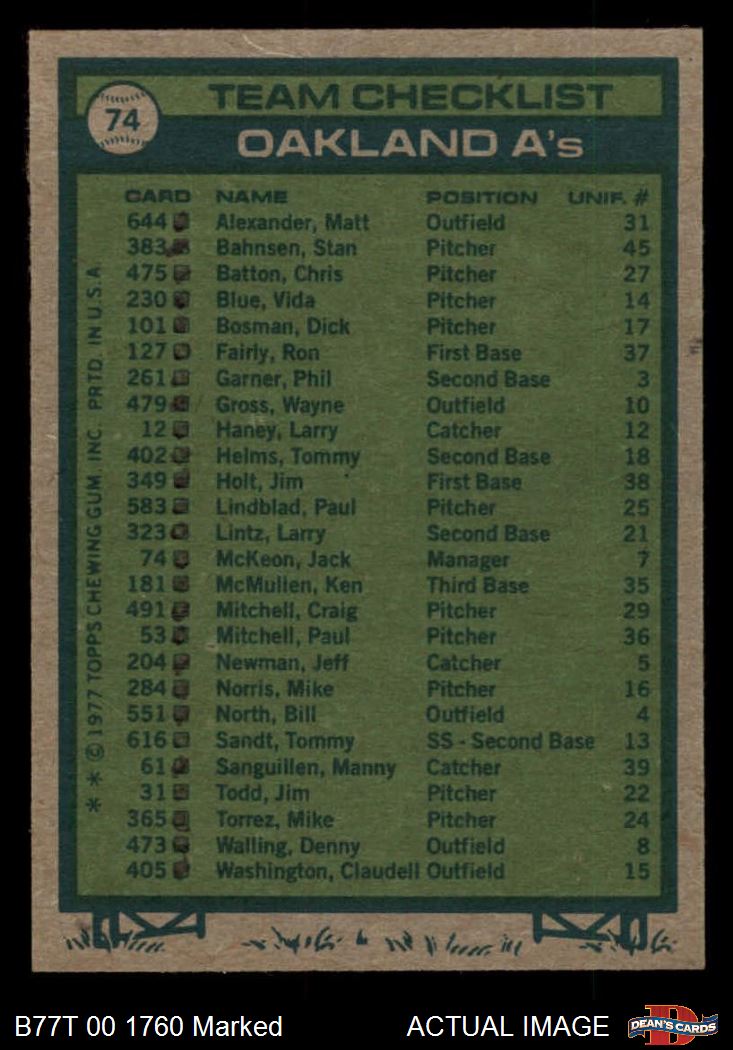 74
TEAM CHECKLIST
OAKLAND A's
CARD NAME POSITION UNIF. #
644 Alexander, Matt Outfield 31
383 Bahnsen, Stan Pitcher 45
475 Batton, Chris Pitcher 27
230 Blue, Vida Pitcher 14
101 Bosman, Dick Pitcher 17
127 Fairly, Ron First Base 37
261 Garner, Phil Second Base 3
479 Gross, Wayne Outfield 10
12 Haney, Larry Catcher 12
402 Helms, Tommy Second Base 18
349 Holt, Jim First Base 38
583 Lindblad, Paul Pitcher 25
323 Lintz, Larry Second Base 21
74 McKeon, Jack Manager 7
181 McMullen, Ken Third Base 35
491 Mitchell, Craig Pitcher 29
53 Mitchell, Paul Pitcher 36
204 Newman, Jeff Catcher 5
284 Norris, Mike Pitcher 16
551 North, Bill Outfield 4
616 Sandt, Tommy SS - Second Base 13
61 Sanguillen, Manny Catcher 39
31 Todd, Jim Pitcher 22
365 Torrez, Mike Pitcher 24
473 Walling, Denny Outfield 8
405 Washington, Claudell Outfield 15
* * © 1977 TOPPS CHEWING GUM, INC. PRTD. IN U.S.A.
B77T 00 1760 Marked
ACTUAL IMAGE
DEAN'S CARDS